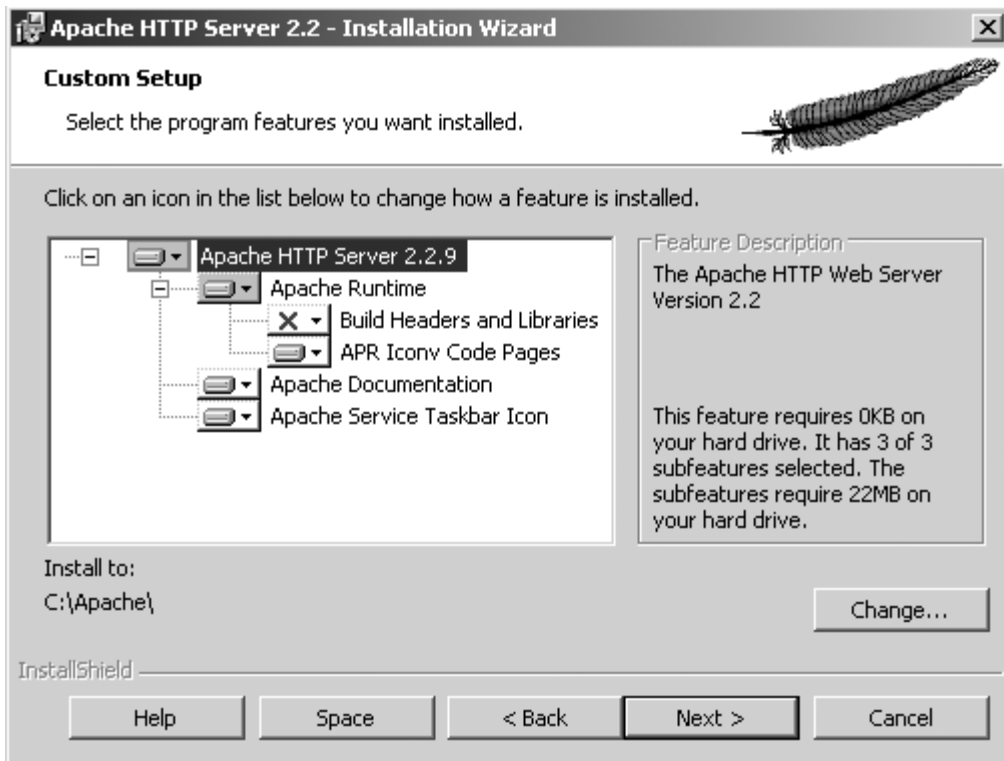 Apache HTTP Server 2.2 - Installation Wizard
Custom Setup
Select the program features you want installed.
Click on an icon in the list below to change how a feature is installed.
Apache HTTP Server 2.2.9
Apache Runtime
Build Headers and Libraries
APR Iconv Code Pages
Apache Documentation
Apache Service Taskbar Icon
Feature Description
The Apache HTTP Web Server
Version 2.2
This feature requires 0KB on
your hard drive. It has 3 of 3
subfeatures selected. The
subfeatures require 22MB on
your hard drive.
Install to:
C:\Apache\
Change...
InstallShield
Help
Space
< Back
Next >
Cancel